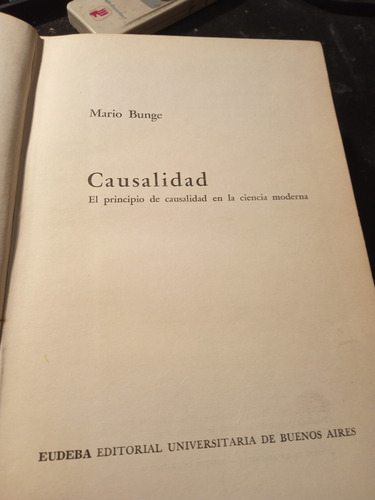 Mario Bunge
Causalidad
El principio de causalidad en la ciencia moderna
EUDEBA EDITORIAL UNIVERSITARIA DE BUENOS AIRES